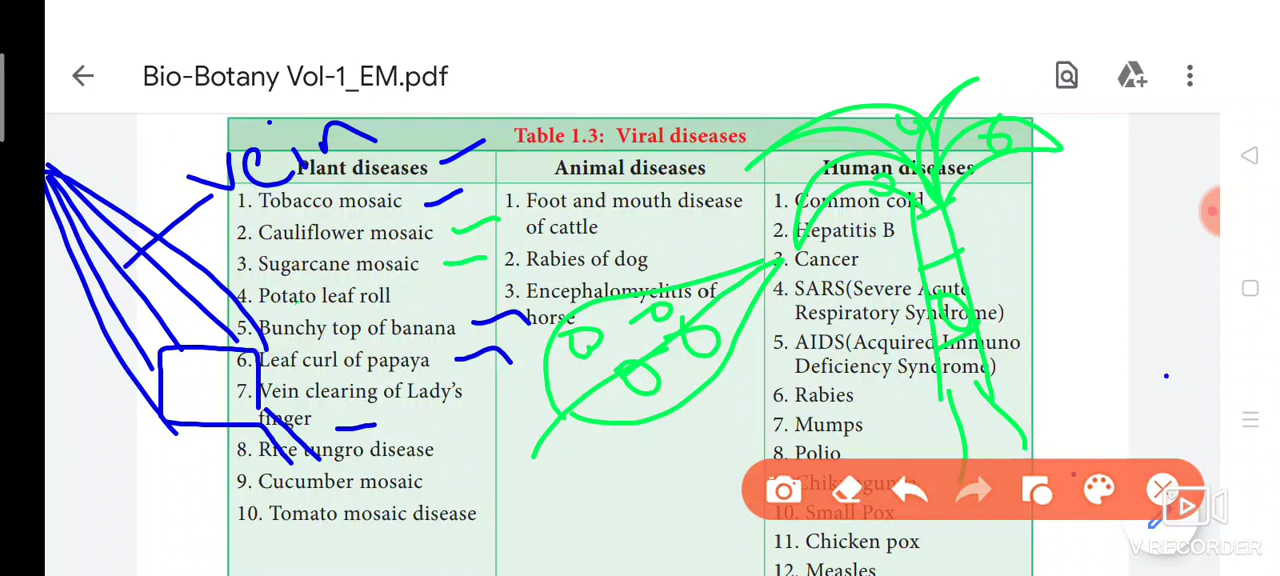 Bio-Botany Vol-1_EM.pdf
Table 1.3: Viral diseases
Plant diseases
1. Tobacco mosaic
2. Cauliflower mosaic
3. Sugarcane mosaic
4. Potato leaf roll
5. Bunchy top of banana
6. Leaf curl of papaya
7. Vein clearing of Lady's
finger
8. Rice tungro disease
9. Cucumber mosaic
10. Tomato mosaic disease
Animal diseases
1. Foot and mouth disease
of cattle
2. Rabies of dog
3. Encephalomyelitis of
horse
Human diseases
1. Common cold
2. Hepatitis B
3. Cancer
4. SARS(Severe Acute
Respiratory Syndrome)
5. AIDS(Acquired Immuno
Deficiency Syndrome)
6. Rabies
7. Mumps
8. Polio
10. Small Pox
11. Chicken pox
12. Measles
V RECORDER